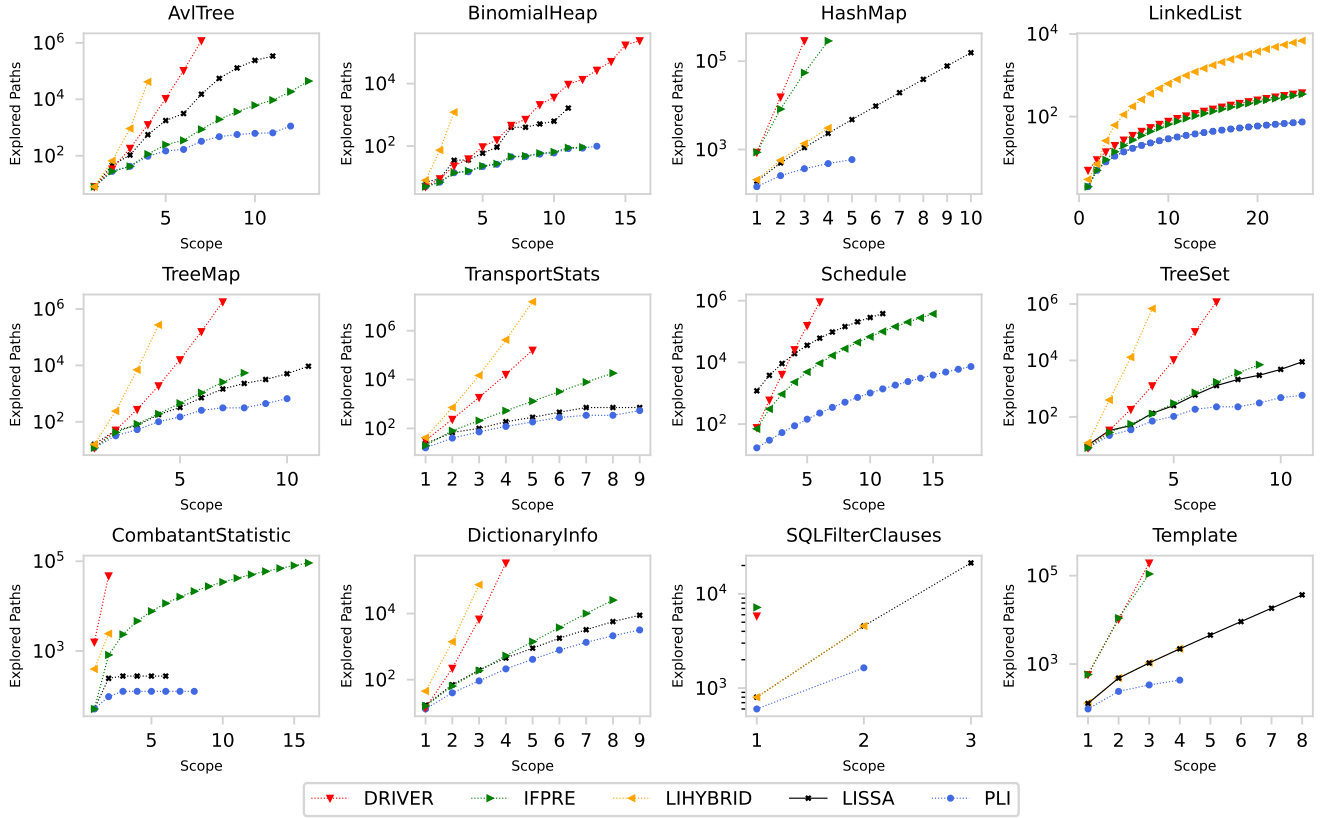 AvlTree
BinomialHeap
HashMap
LinkedList
Explored Paths
10^6
10^4
10^2
5
10
Scope
Explored Paths
10^4
10^2
5
10
15
Scope
Explored Paths
10^5
10^3
1 2 3 4 5 6 7 8 9 10
Scope
Explored Paths
10^4
10^2
0
10
20
Scope
TreeMap
TransportStats
Schedule
TreeSet
Explored Paths
10^6
10^4
10^2
5
10
Scope
Explored Paths
10^6
10^4
10^2
1 2 3 4 5 6 7 8 9
Scope
Explored Paths
10^6
10^4
10^2
5
10
15
Scope
Explored Paths
10^6
10^4
10^2
5
10
Scope
CombatantStatistic
DictionaryInfo
SQLFilterClauses
Template
Explored Paths
10^5
10^3
5
10
15
Scope
Explored Paths
10^4
10^2
1 2 3 4 5 6 7 8 9
Scope
Explored Paths
10^4
10^3
1 2 3
Scope
Explored Paths
10^5
10^3
1 2 3 4 5 6 7 8
Scope
DRIVER IFPRE LIHYBRID LISSA PLI